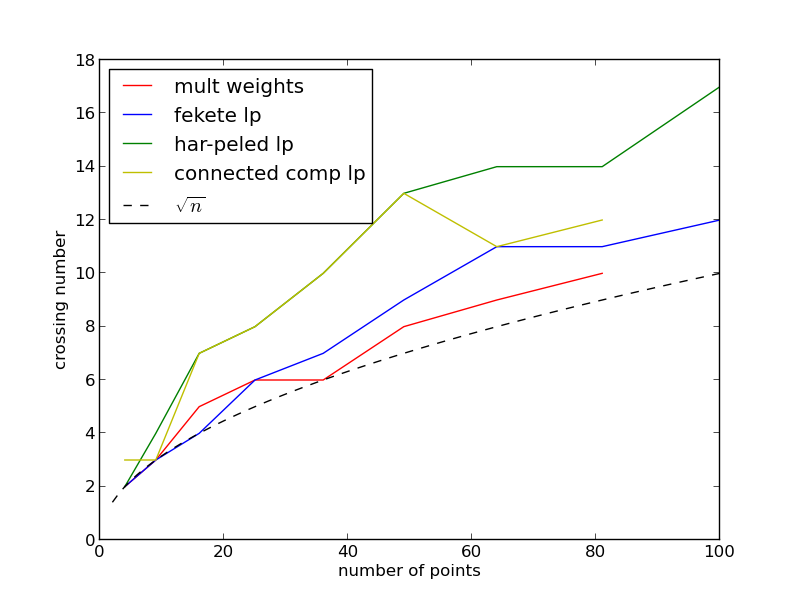 18
16
14
12
10
8
6
4
2
0
crossing number
mult weights
fekete lp
har-peled lp
connected comp lp
√n
0 20 40 60 80 100
number of points